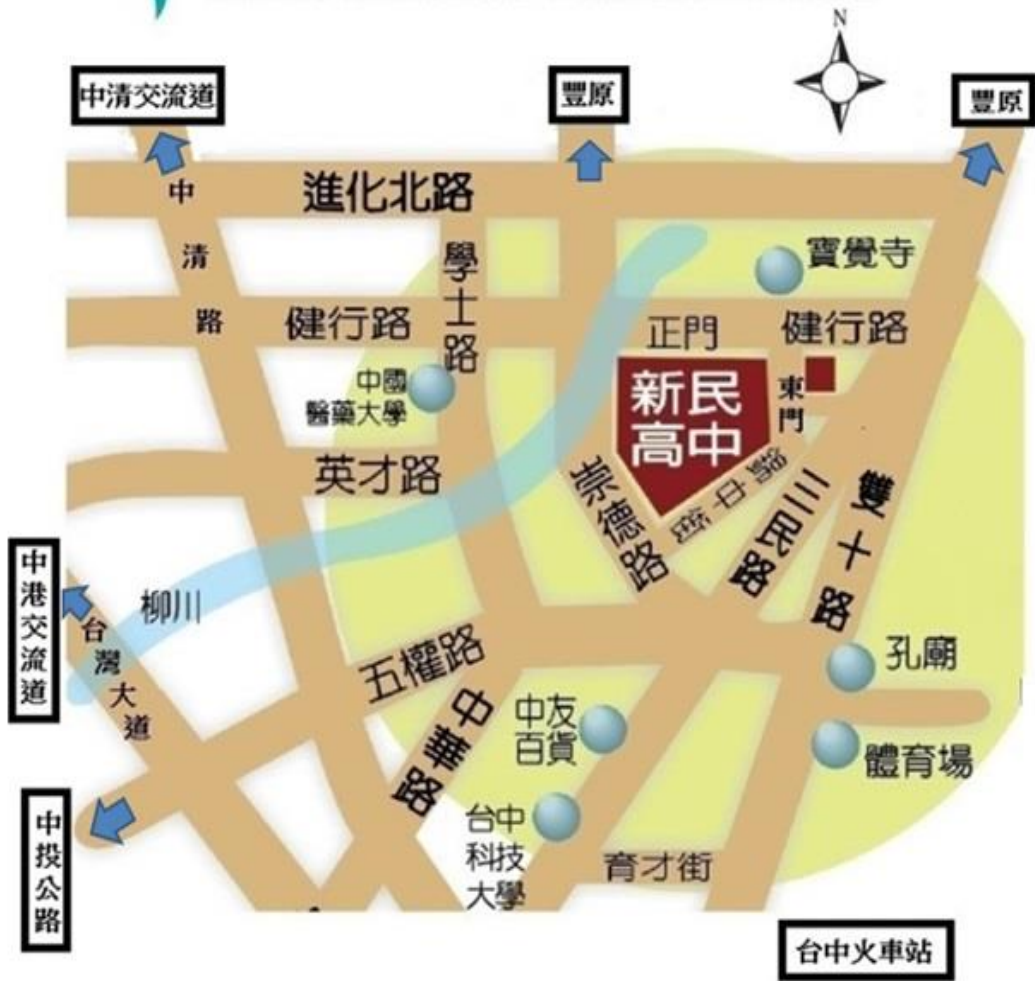 N
中清交流道
豐原
豐原
中清路
進化北路
學士路
寶覺寺
健行路
正門
健行路
中國
醫藥大學
新民
高中
東門
英才路
崇德路
錦中街
三民路
雙十路
中港交流道
台灣大道
柳川
五權路
孔廟
中華路
中友
百貨
體育場
中投公路
台中
科技
大學
育才街
台中火車站